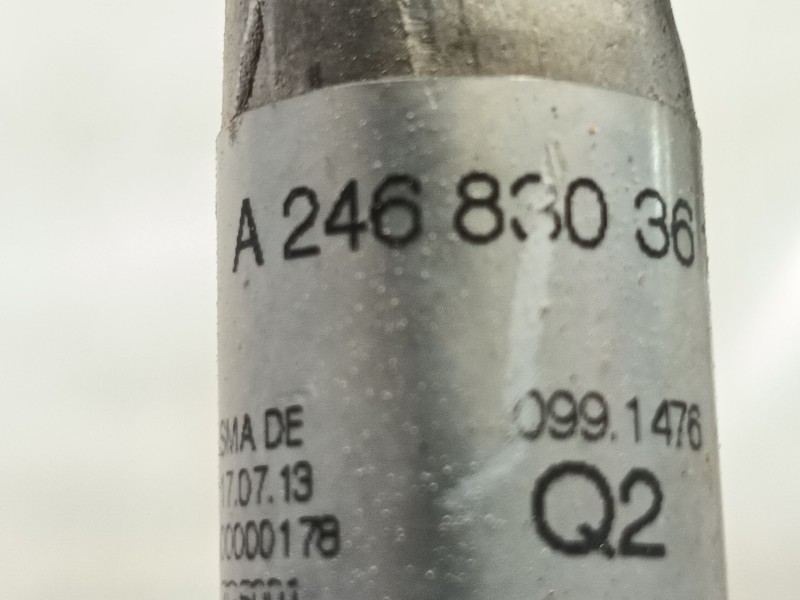 A 246 830 36
SMA DE
099.1476
17.07.13
Q2
00000178